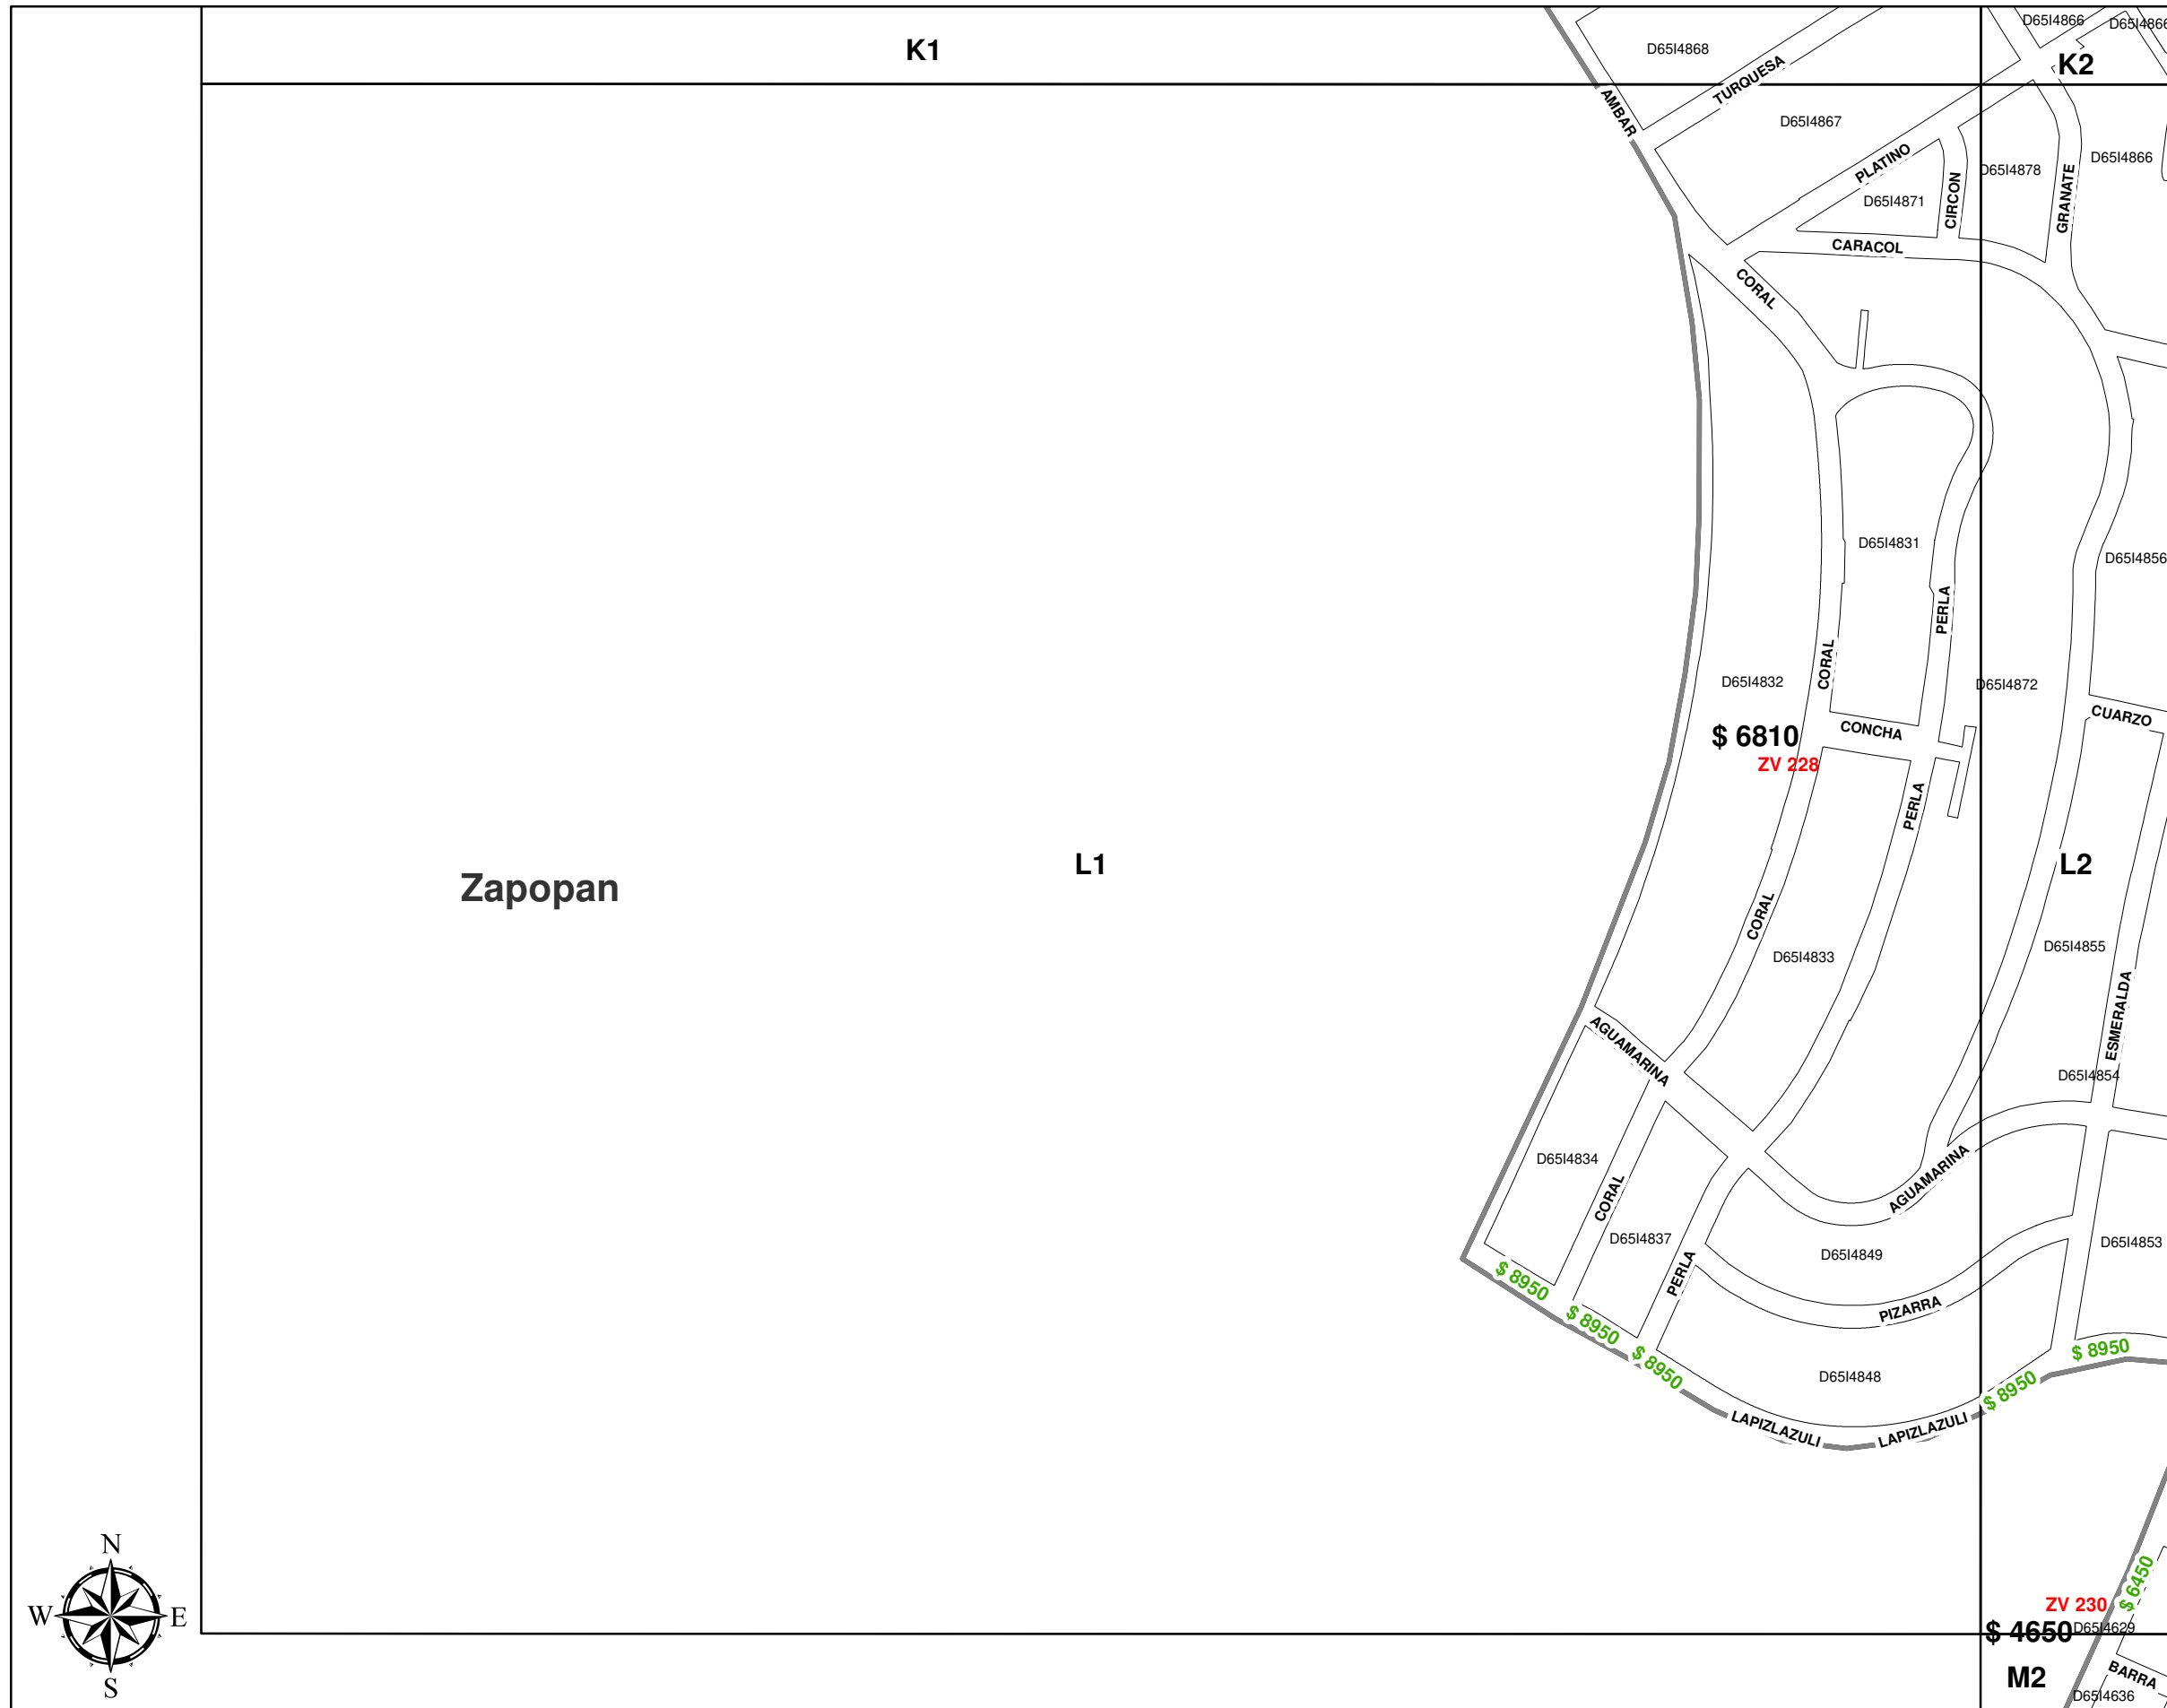 K1
D65I4868
D65I4866
D65I4866
K2
TURQUESA
AMBAR
D65I4867
PLATINO
D65I4878
D65I4866
D65I4871
CIRCON
GRANATE
CARACOL
CORAL
D65I4831
D65I4856
PERLA
CORAL
D65I4832
D65I4872
CUARZO
$ 6810
CONCHA
ZV 228
PERLA
L1
L2
Zapopan
CORAL
D65I4855
D65I4833
ESMERALDA
AGUAMARINA
D65I4854
D65I4834
AGUAMARINA
CORAL
D65I4837
D65I4849
D65I4853
PERLA
$ 8950
PIZARRA
$ 8950
$ 8950
$ 8950
D65I4848
$ 8950
LAPIZLAZULI
LAPIZLAZULI
N
W
E
S
$ 6450
ZV 230
$ 4650
D65I4629
M2
BARRA
D65I4636